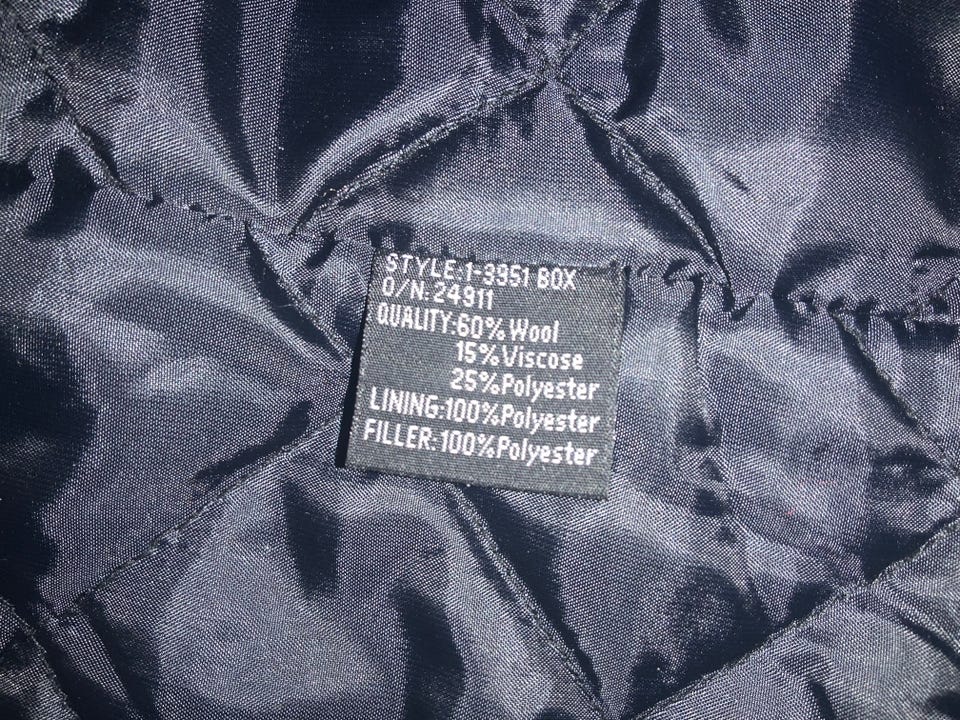 STYLE:1-3951 BOX
O/N:24911
QUALITY:60% Wool
15%Viscose
25%Polyester
LINING:100%Polyester
FILLER:100%Polyester